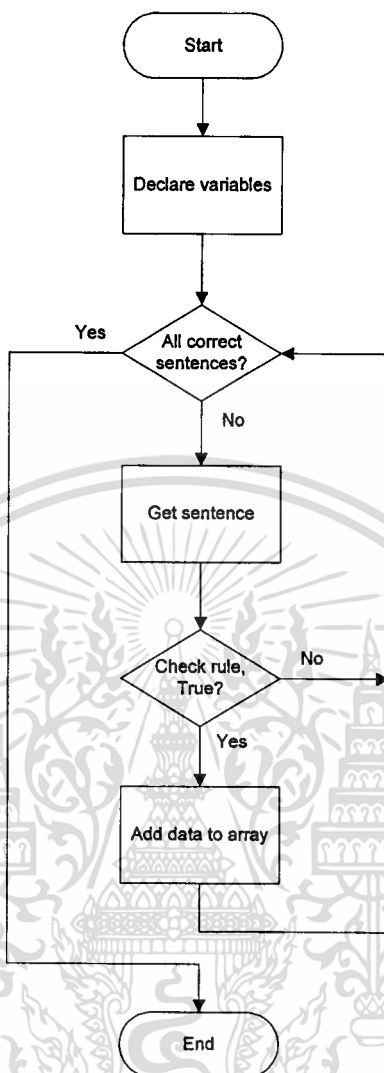 Start
Declare variables
Yes
All correct
sentences?
No
Get sentence
Check rule,
True?
No
Yes
Add data to array
End